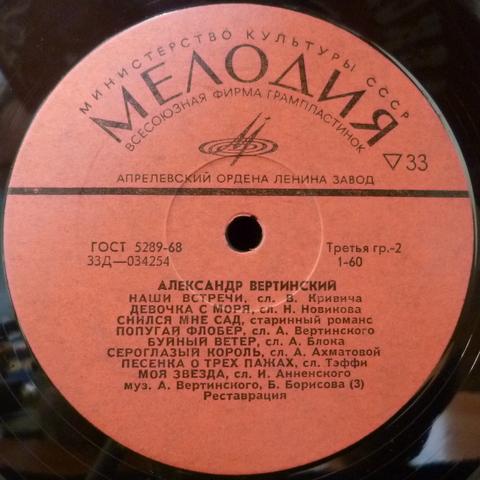 МИНИСТЕРСТВО КУЛЬТУРЫ СССР
МЕЛОДИЯ
ВСЕСОЮЗНАЯ ФИРМА ГРАМПЛАСТИНОК
▽33
АПРЕЛЕВСКИЙ ОРДЕНА ЛЕНИНА ЗАВОД
ГОСТ 5289-68
Третья гр.-2
33Д—034254
1-60
АЛЕКСАНДР ВЕРТИНСКИЙ
НАШИ ВСТРЕЧИ, сл. В. Кривича
ДЕВОЧКА С МОРЯ, сл. Н. Новикова
СНИЛСЯ МНЕ САД, старинный романс
ПОПУГАЙ ФЛОБЕР, сл. А. Вертинского
БУЙНЫЙ ВЕТЕР, сл. А. Блока
СЕРОГЛАЗЫЙ КОРОЛЬ, сл. А. Ахматовой
ПЕСЕНКА О ТРЕХ ПАЖАХ, сл. Тэффи
МОЯ ЗВЕЗДА, сл. И. Анненского
муз. А. Вертинского, Б. Борисова (3)
Реставрация